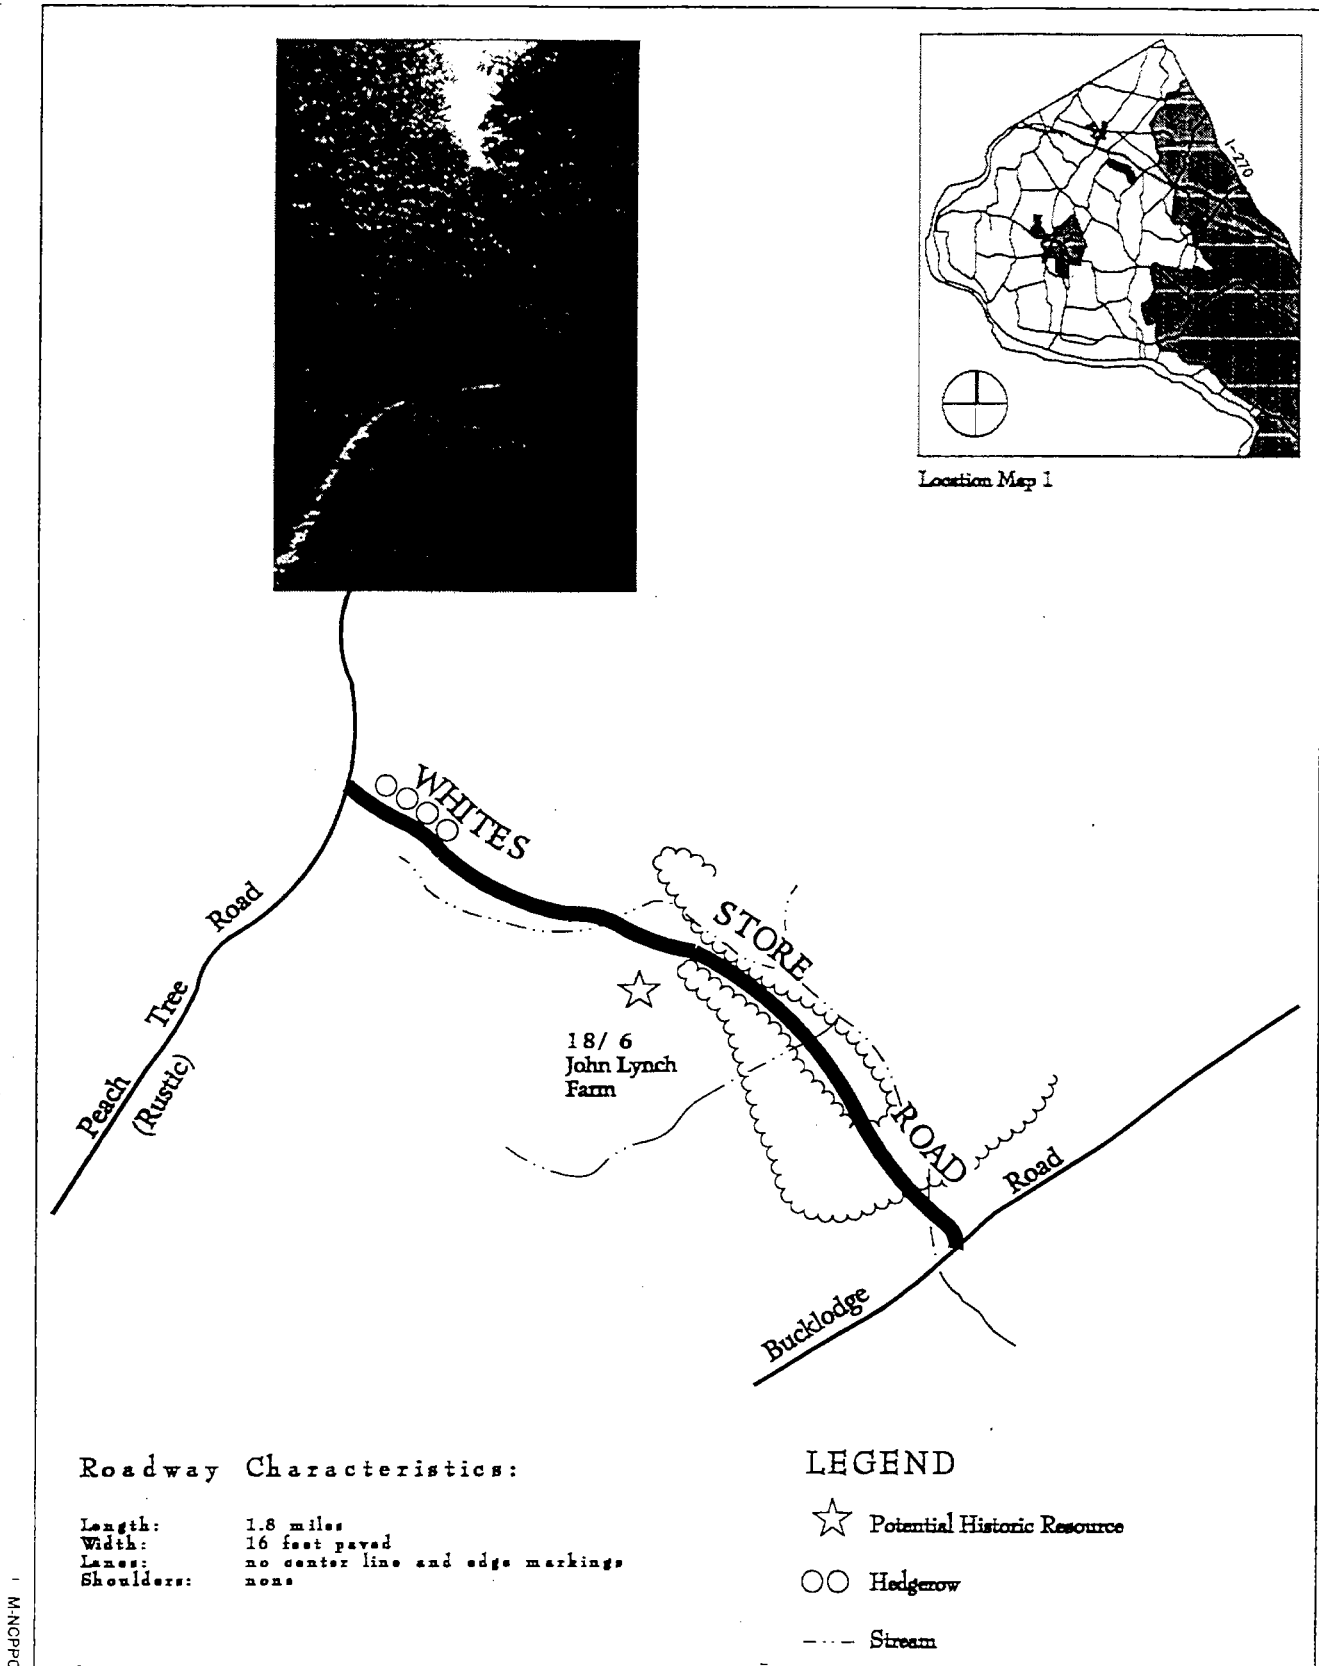 I-270
Location Map 1
WHITES
STORE
ROAD
Peach Tree Road
(Rustic)
18/ 6
John Lynch
Farm
Bucklodge Road
Roadway Characteristics:
Length: 1.8 miles
Width: 16 feet paved
Lanes: no center line and edge markings
Shoulders: none
LEGEND
Potential Historic Resource
Hedgerow
Stream
M-NCPPC